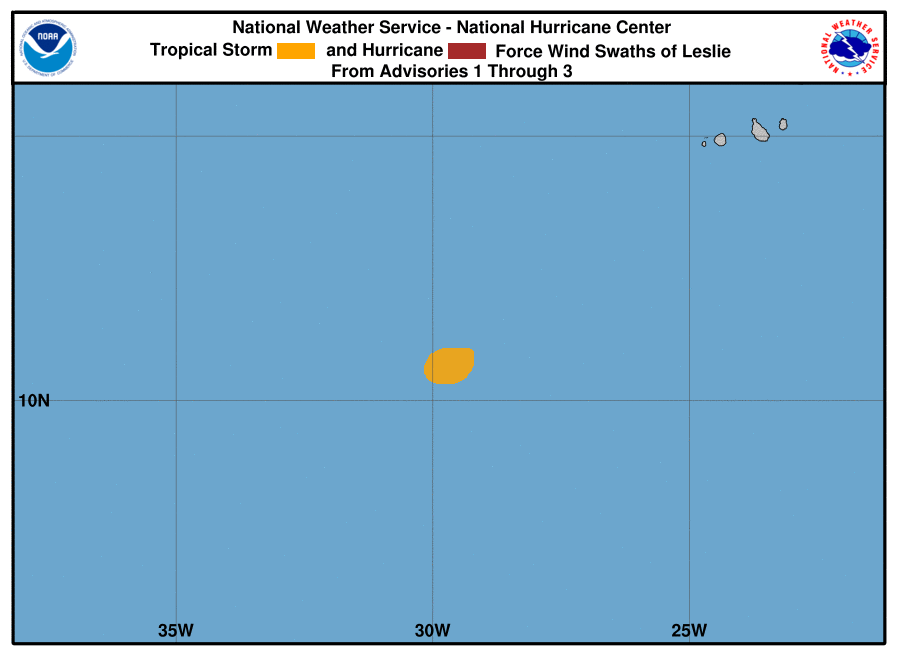 National Weather Service - National Hurricane Center
Tropical Storm and Hurricane Force Wind Swaths of Leslie
From Advisories 1 Through 3
NOAA
NATIONAL WEATHER SERVICE
10N
35W 30W 25W